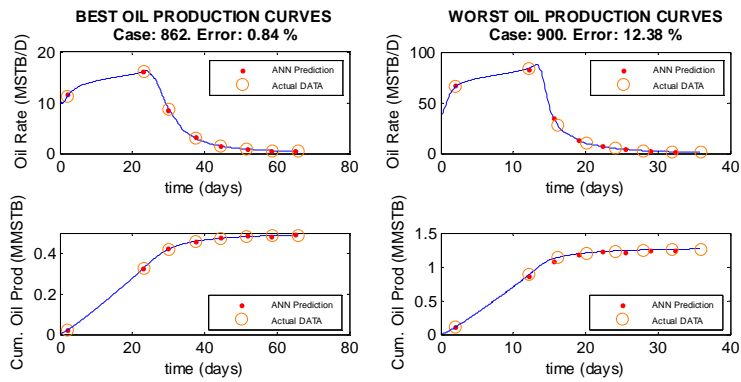 BEST OIL PRODUCTION CURVES
Case: 862. Error: 0.84 %
Oil Rate (MSTB/D)
20
10
0
ANN Prediction
Actual DATA
0 20 40 60 80
time (days)
WORST OIL PRODUCTION CURVES
Case: 900. Error: 12.38 %
Oil Rate (MSTB/D)
100
50
0
ANN Prediction
Actual DATA
0 10 20 30 40
time (days)
Cum. Oil Prod (MMSTB)
0.4
0.2
0
ANN Prediction
Actual DATA
0 20 40 60 80
time (days)
Cum. Oil Prod (MMSTB)
1.5
1
0.5
0
ANN Prediction
Actual DATA
0 10 20 30 40
time (days)